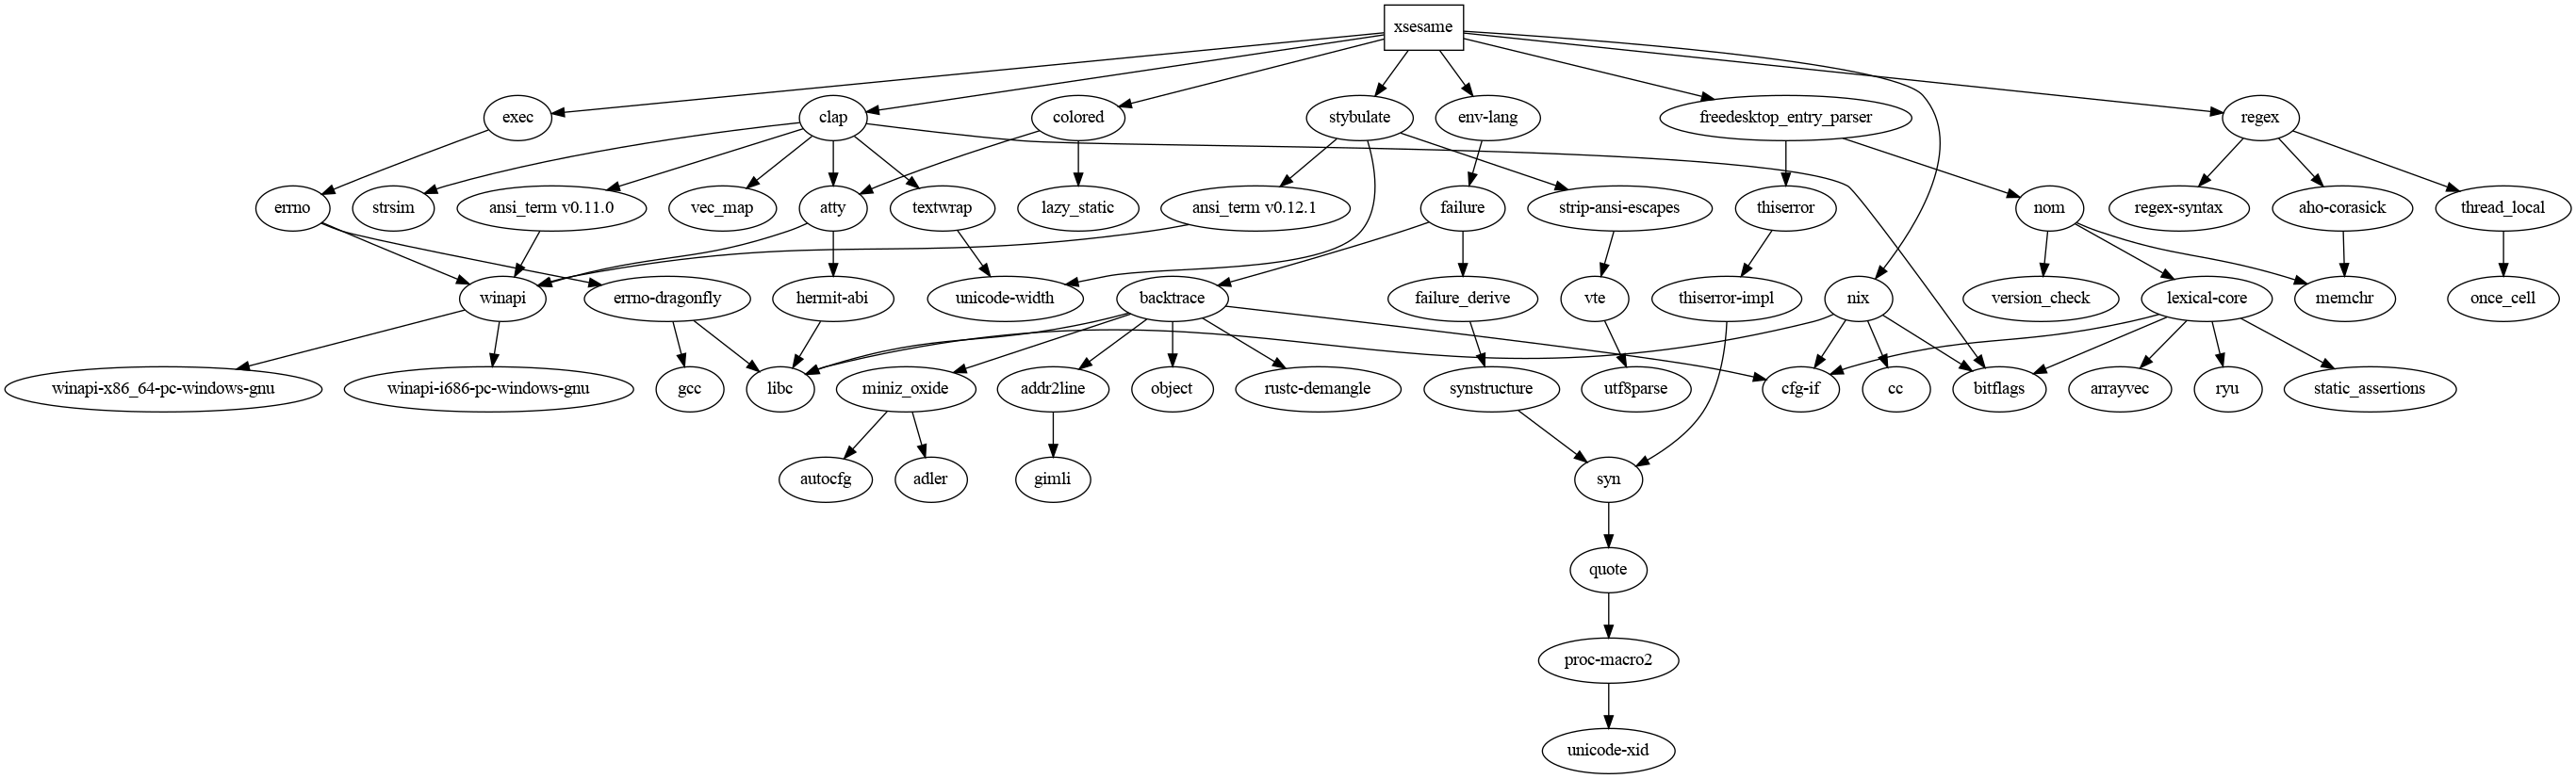 xsesame
exec
clap
colored
stybulate
env-lang
freedesktop_entry_parser
regex
errno
strsim
ansi_term v0.11.0
vec_map
atty
textwrap
lazy_static
ansi_term v0.12.1
failure
strip-ansi-escapes
thiserror
nom
regex-syntax
aho-corasick
thread_local
winapi
errno-dragonfly
hermit-abi
unicode-width
backtrace
failure_derive
vte
thiserror-impl
nix
version_check
lexical-core
memchr
once_cell
winapi-x86_64-pc-windows-gnu
winapi-i686-pc-windows-gnu
gcc
libc
miniz_oxide
addr2line
object
rustc-demangle
synstructure
utf8parse
cfg-if
cc
bitflags
arrayvec
ryu
static_assertions
autocfg
adler
gimli
syn
quote
proc-macro2
unicode-xid